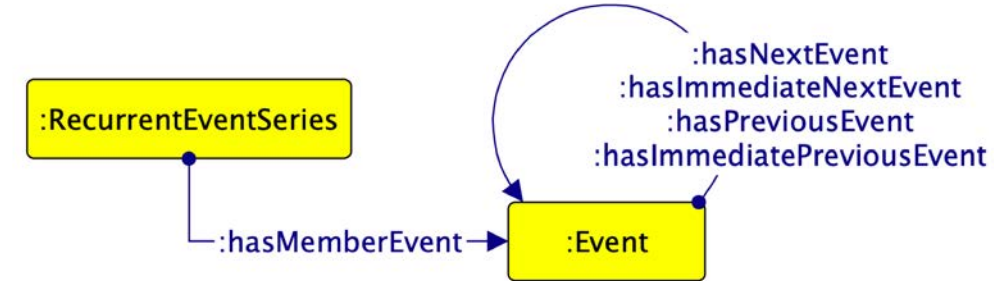 :hasNextEvent
:hasImmediateNextEvent
:RecurrentEventSeries
:hasPreviousEvent
:hasImmediatePreviousEvent
:hasMemberEvent
:Event